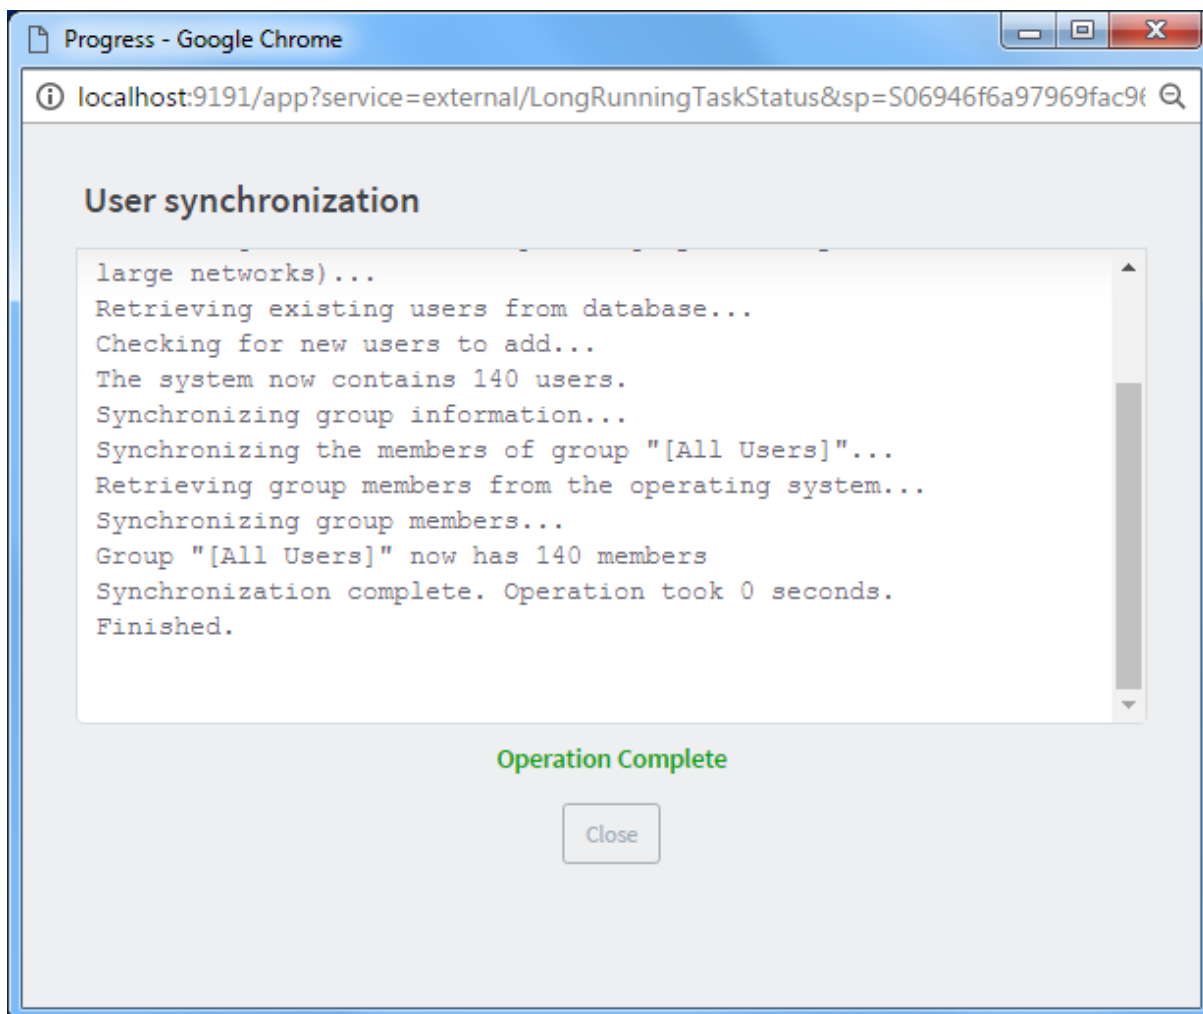 Progress - Google Chrome
localhost:9191/app?service=external/LongRunningTaskStatus&sp=S06946f6a97969fac96
User synchronization
large networks)...
Retrieving existing users from database...
Checking for new users to add...
The system now contains 140 users.
Synchronizing group information...
Synchronizing the members of group "[All Users]"...
Retrieving group members from the operating system...
Synchronizing group members...
Group "[All Users]" now has 140 members
Synchronization complete. Operation took 0 seconds.
Finished.
Operation Complete
Close